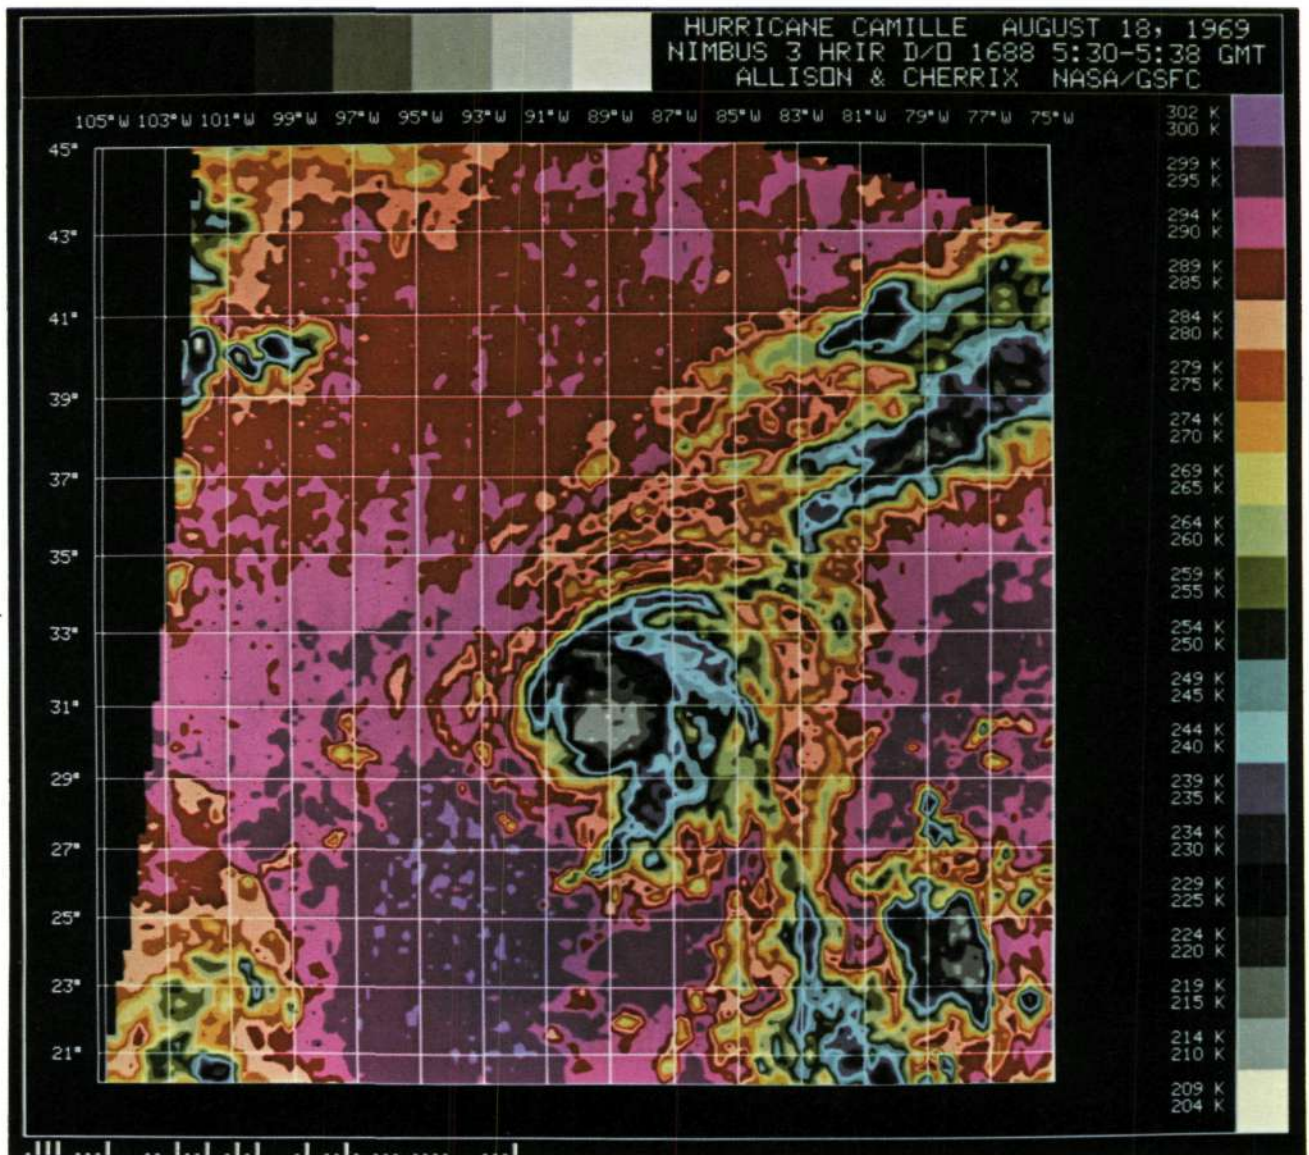 HURRICANE CAMILLE AUGUST 18, 1969
NIMBUS 3 HRIR D/O 1688 5:30-5:38 GMT
ALLISON & CHERRIX NASA/GSFC
105°W 103°W 101°W 99°W 97°W 95°W 93°W 91°W 89°W 87°W 85°W 83°W 81°W 79°W 77°W 75°W
45°
43°
41°
39°
37°
35°
33°
31°
29°
27°
25°
23°
21°
302 K
300 K
299 K
295 K
294 K
290 K
289 K
285 K
284 K
280 K
279 K
275 K
274 K
270 K
269 K
265 K
264 K
260 K
259 K
255 K
254 K
250 K
249 K
245 K
244 K
240 K
239 K
235 K
234 K
230 K
229 K
225 K
224 K
220 K
219 K
215 K
214 K
210 K
209 K
204 K